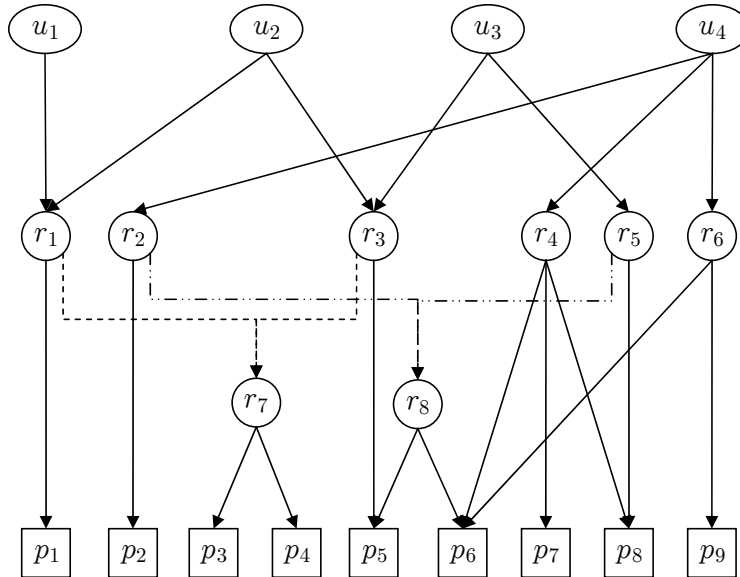 u₁ u₂ u₃ u₄
r₁ r₂ r₃ r₄ r₅ r₆
r₇ r₈
p₁ p₂ p₃ p₄ p₅ p₆ p₇ p₈ p₉